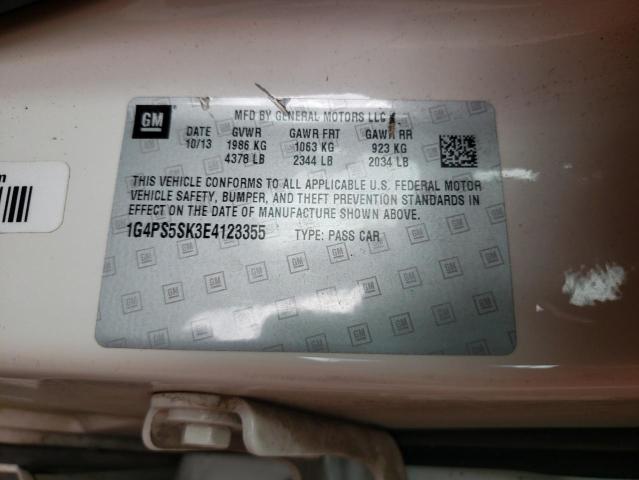 GM
MFD BY GENERAL MOTORS LLC
DATE GVWR GAWR FRT GAWR RR
10/13 1986 KG 1063 KG 923 KG
4378 LB 2344 LB 2034 LB
THIS VEHICLE CONFORMS TO ALL APPLICABLE U.S. FEDERAL MOTOR
VEHICLE SAFETY, BUMPER, AND THEFT PREVENTION STANDARDS
IN EFFECT ON THE DATE OF MANUFACTURE SHOWN ABOVE.
1G4PS5SK3E4123355 TYPE: PASS CAR